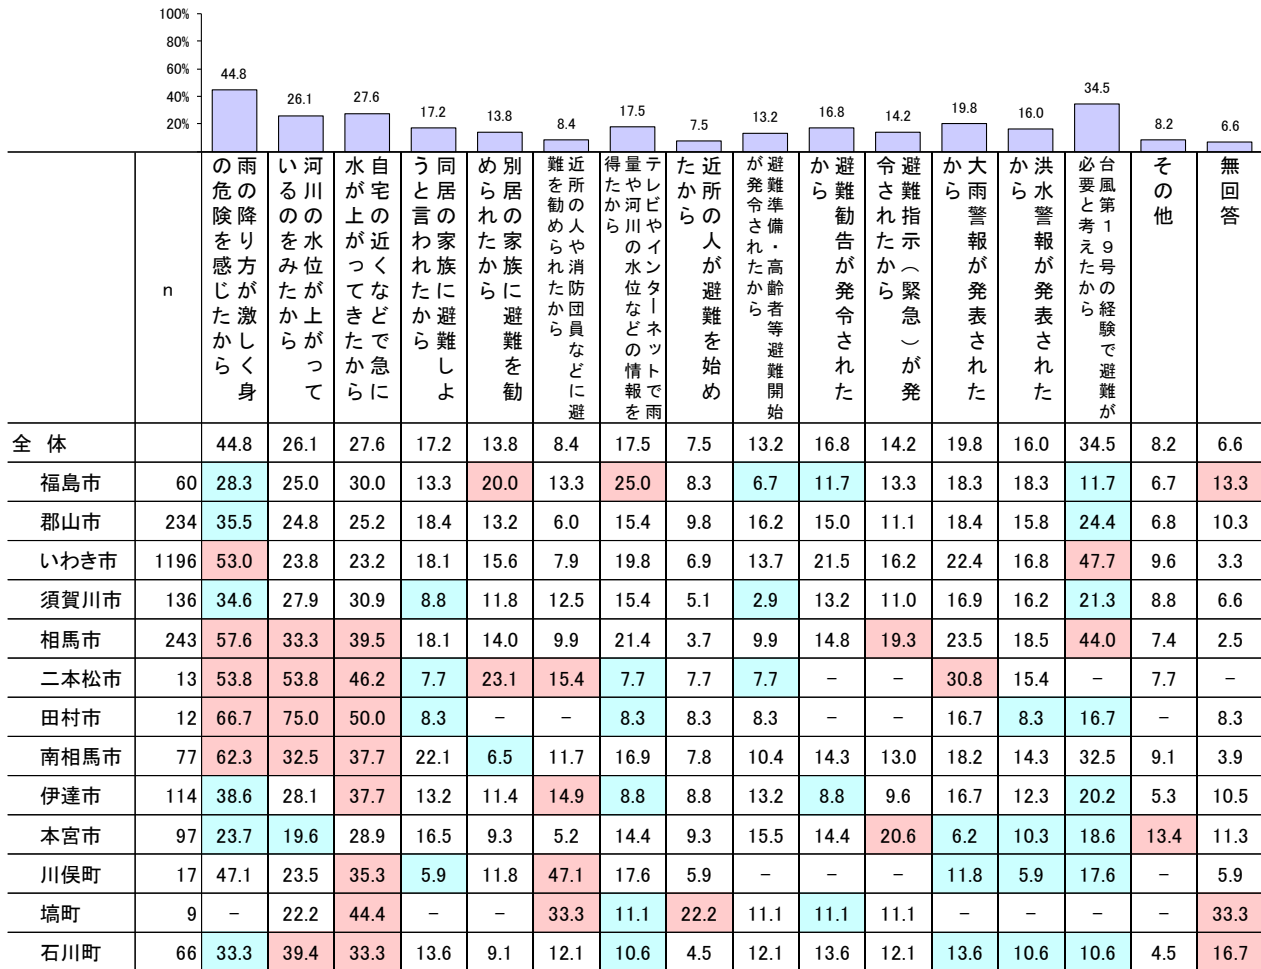 100%
80%
60%
40%
20%
44.8 26.1 27.6 17.2 13.8 8.4 17.5 7.5 13.2 16.8 14.2 19.8 16.0 34.5 8.2 6.6
n
雨の降り方が激しく身
の危険を感じたから
河川の水位が上がって
いるのをみたから
自宅の近くなどで急に
水が上がってきたから
同居の家族に避難しよ
うと言われたから
別居の家族に避難を勧
められたから
近所の人や消防団員などに避
難を勧められたから
テレビやインターネットで雨
量や河川の水位などの情報を
得たから
近所の人が避難を始め
たから
避難準備・高齢者等避難開始
が発令されたから
避難勧告が発令された
から
避難指示（緊急）が発
令されたから
大雨警報が発表された
から
洪水警報が発表された
から
台風第19号の経験で避難が
必要と考えたから
その他
無回答
全 体 44.8 26.1 27.6 17.2 13.8 8.4 17.5 7.5 13.2 16.8 14.2 19.8 16.0 34.5 8.2 6.6
福島市 60 28.3 25.0 30.0 13.3 20.0 13.3 25.0 8.3 6.7 11.7 13.3 18.3 18.3 11.7 6.7 13.3
郡山市 234 35.5 24.8 25.2 18.4 13.2 6.0 15.4 9.8 16.2 15.0 11.1 18.4 15.8 24.4 6.8 10.3
いわき市 1196 53.0 23.8 23.2 18.1 15.6 7.9 19.8 6.9 13.7 21.5 16.2 22.4 16.8 47.7 9.6 3.3
須賀川市 136 34.6 27.9 30.9 8.8 11.8 12.5 15.4 5.1 2.9 13.2 11.0 16.9 16.2 21.3 8.8 6.6
相馬市 243 57.6 33.3 39.5 18.1 14.0 9.9 21.4 3.7 9.9 14.8 19.3 23.5 18.5 44.0 7.4 2.5
二本松市 13 53.8 53.8 46.2 7.7 23.1 15.4 7.7 7.7 7.7 － － 30.8 15.4 － 7.7 －
田村市 12 66.7 75.0 50.0 8.3 － － 8.3 8.3 8.3 － － 16.7 8.3 16.7 － 8.3
南相馬市 77 62.3 32.5 37.7 22.1 6.5 11.7 16.9 7.8 10.4 14.3 13.0 18.2 14.3 32.5 9.1 3.9
伊達市 114 38.6 28.1 37.7 13.2 11.4 14.9 8.8 8.8 13.2 8.8 9.6 16.7 12.3 20.2 5.3 10.5
本宮市 97 23.7 19.6 28.9 16.5 9.3 5.2 14.4 9.3 15.5 14.4 20.6 6.2 10.3 18.6 13.4 11.3
川俣町 17 47.1 23.5 35.3 5.9 11.8 47.1 17.6 5.9 － － － 11.8 5.9 17.6 － 5.9
塙町 9 － 22.2 44.4 － － 33.3 11.1 22.2 11.1 11.1 11.1 － － － － 33.3
石川町 66 33.3 39.4 33.3 13.6 9.1 12.1 10.6 4.5 12.1 13.6 12.1 13.6 10.6 10.6 4.5 16.7